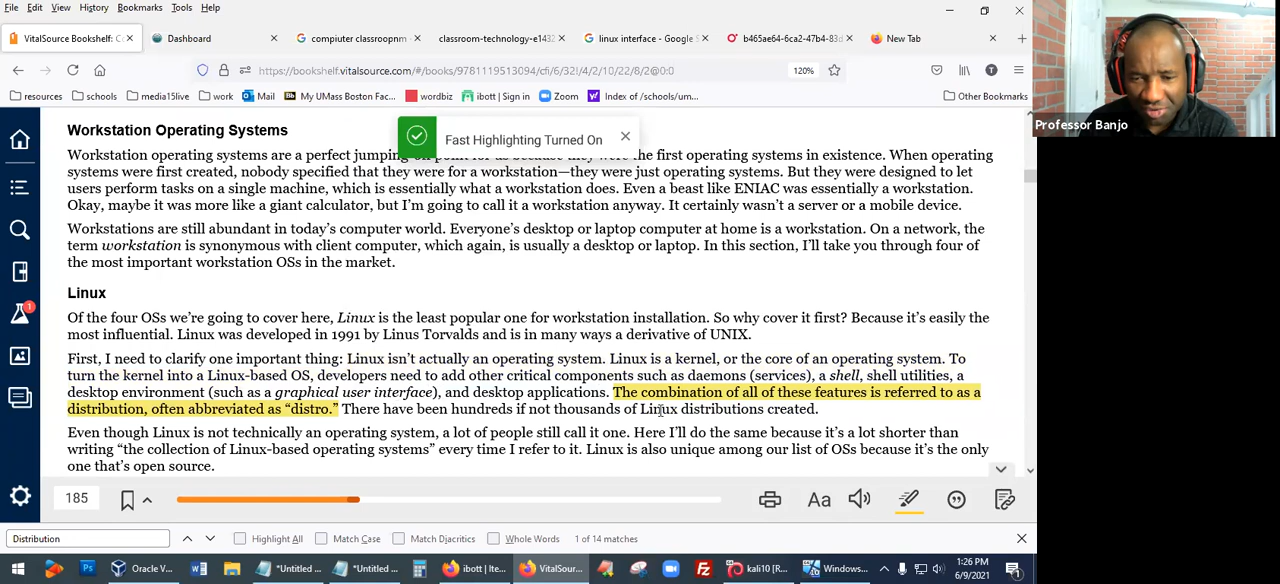 File Edit View History Bookmarks Tools Help
VitalSource Bookshelf: Co Dashboard compiuter classroopnm - classroom-technology-e1432 linux interface - Google S b465ae64-6ca2-47b4-83d New Tab
https://bookshelf.vitalsource.com/#/books/9781119513094/cfi/6/32!/4/2/10/22/8/2@0:0 120% T
resources schools media15live work Mail My UMass Boston Fac... wordbiz ibott | Sign in Zoom Index of /schools/um... Other Bookmarks
Professor Banjo
Workstation Operating Systems
Fast Highlighting Turned On
Workstation operating systems are a perfect jumping-on point for us because they were the first operating systems in existence. When operating
systems were first created, nobody specified that they were for a workstation—they were just operating systems. But they were designed to let
users perform tasks on a single machine, which is essentially what a workstation does. Even a beast like ENIAC was essentially a workstation.
Okay, maybe it was more like a giant calculator, but I'm going to call it a workstation anyway. It certainly wasn't a server or a mobile device.
Workstations are still abundant in today's computer world. Everyone's desktop or laptop computer at home is a workstation. On a network, the
term workstation is synonymous with client computer, which again, is usually a desktop or laptop. In this section, I'll take you through four of
the most important workstation OSs in the market.
Linux
Of the four OSs we're going to cover here, Linux is the least popular one for workstation installation. So why cover it first? Because it's easily the
most influential. Linux was developed in 1991 by Linus Torvalds and is in many ways a derivative of UNIX.
First, I need to clarify one important thing: Linux isn't actually an operating system. Linux is a kernel, or the core of an operating system. To
turn the kernel into a Linux-based OS, developers need to add other critical components such as daemons (services), a shell, shell utilities, a
desktop environment (such as a graphical user interface), and desktop applications. The combination of all of these features is referred to as a
distribution, often abbreviated as “distro.” There have been hundreds if not thousands of Linux distributions created.
Even though Linux is not technically an operating system, a lot of people still call it one. Here I'll do the same because it's a lot shorter than
writing “the collection of Linux-based operating systems” every time I refer to it. Linux is also unique among our list of OSs because it's the only
one that's open source.
1
185 Aa
Distribution Highlight All Match Case Match Diacritics Whole Words 1 of 14 matches
Oracle V... *Untitled ... *Untitled ... ibott | Ite... VitalSour... kali10 [R... Windows... 1:26 PM
6/9/2021